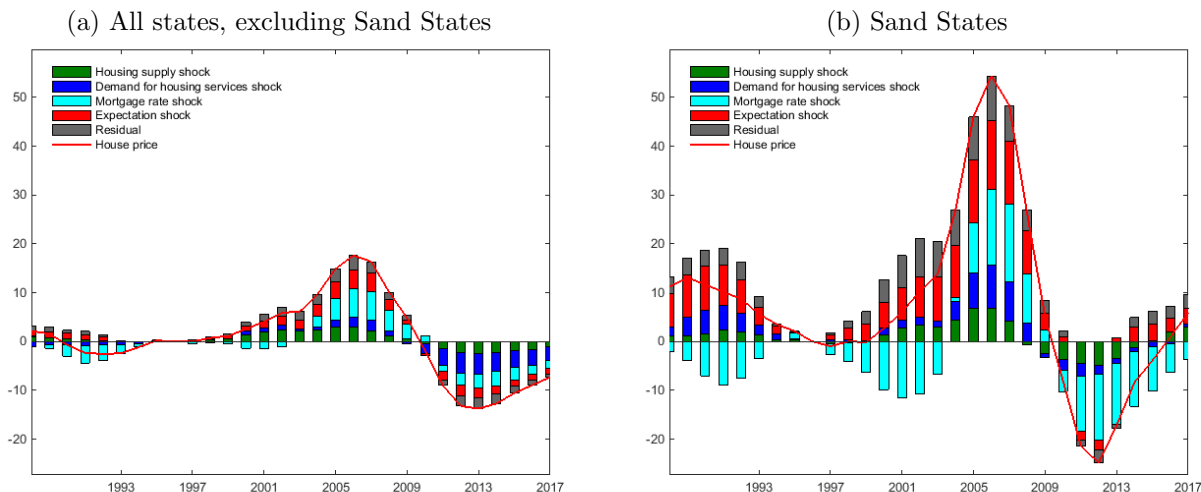 (a) All states, excluding Sand States
Housing supply shock
Demand for housing services shock
Mortgage rate shock
Expectation shock
Residual
House price
50
40
30
20
10
0
-10
-20
1993
1997
2001
2005
2009
2013
2017
(b) Sand States
Housing supply shock
Demand for housing services shock
Mortgage rate shock
Expectation shock
Residual
House price
50
40
30
20
10
0
-10
-20
1993
1997
2001
2005
2009
2013
2017